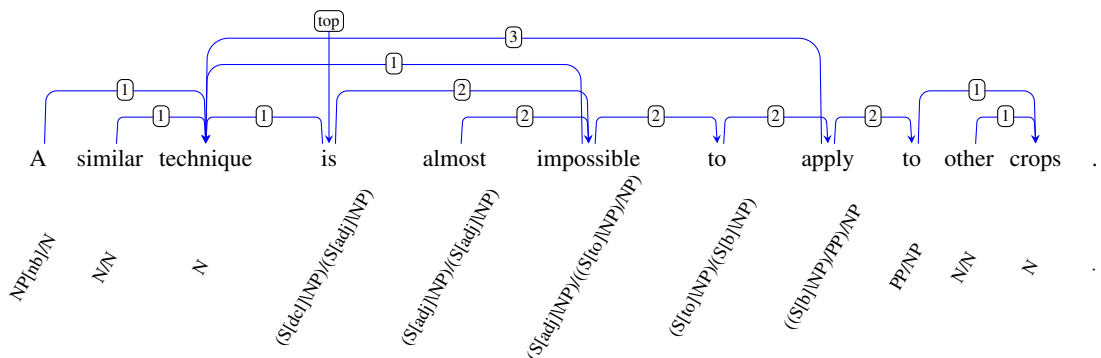 top
3
1
1 2 1
1 1 2 2 2 2 1
A similar technique is almost impossible to apply to other crops .
NP[nb]/N N/N N (S[dcl]\NP)/(S[adj]\NP) (S[adj]\NP)/(S[adj]\NP) (S[adj]\NP)/((S[to]\NP)/NP) (S[to]\NP)/(S[b]\NP) ((S[b]\NP)/PP)/NP PP/NP N/N N .